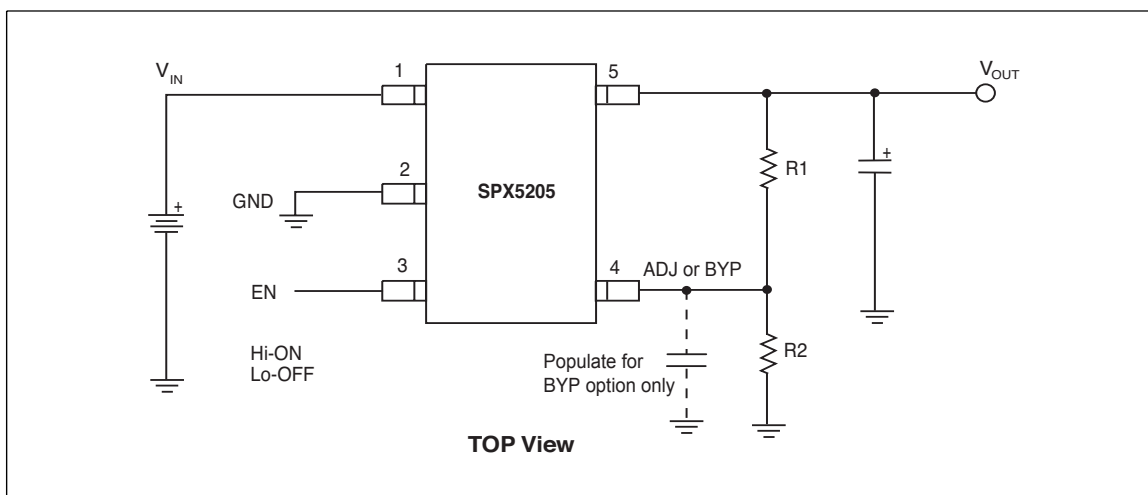 V_IN
1
5
V_OUT
+
+
R1
2
GND
SPX5205
+
3
4
ADJ or BYP
EN
Hi-ON
Lo-OFF
Populate for
BYP option only
R2
TOP View